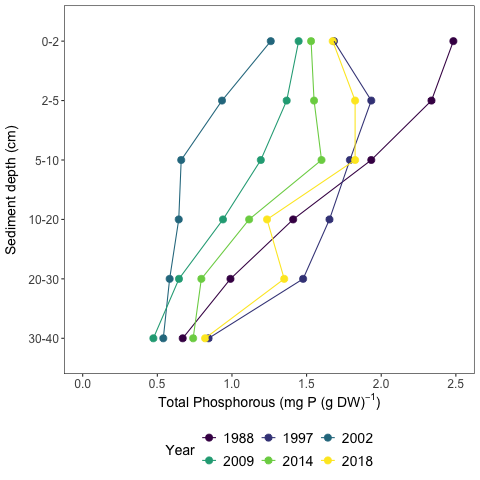 Sediment depth (cm)
0-2
2-5
5-10
10-20
20-30
30-40
0.0 0.5 1.0 1.5 2.0 2.5
Total Phosphorous (mg P (g DW)⁻¹)
Year
1988 1997 2002
2009 2014 2018